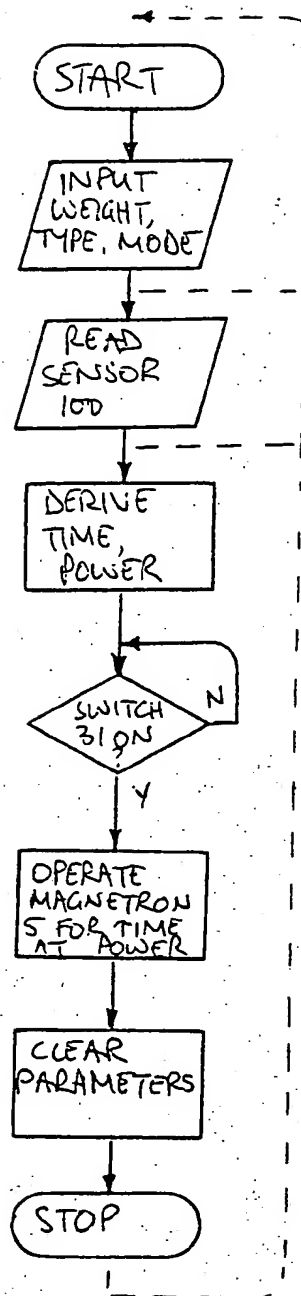 START
INPUT
WEIGHT,
TYPE, MODE
READ
SENSOR
100
DERIVE
TIME,
POWER
SWITCH
31 ON
?
N
Y
OPERATE
MAGNETRON
5 FOR TIME
AT POWER
CLEAR
PARAMETERS
STOP